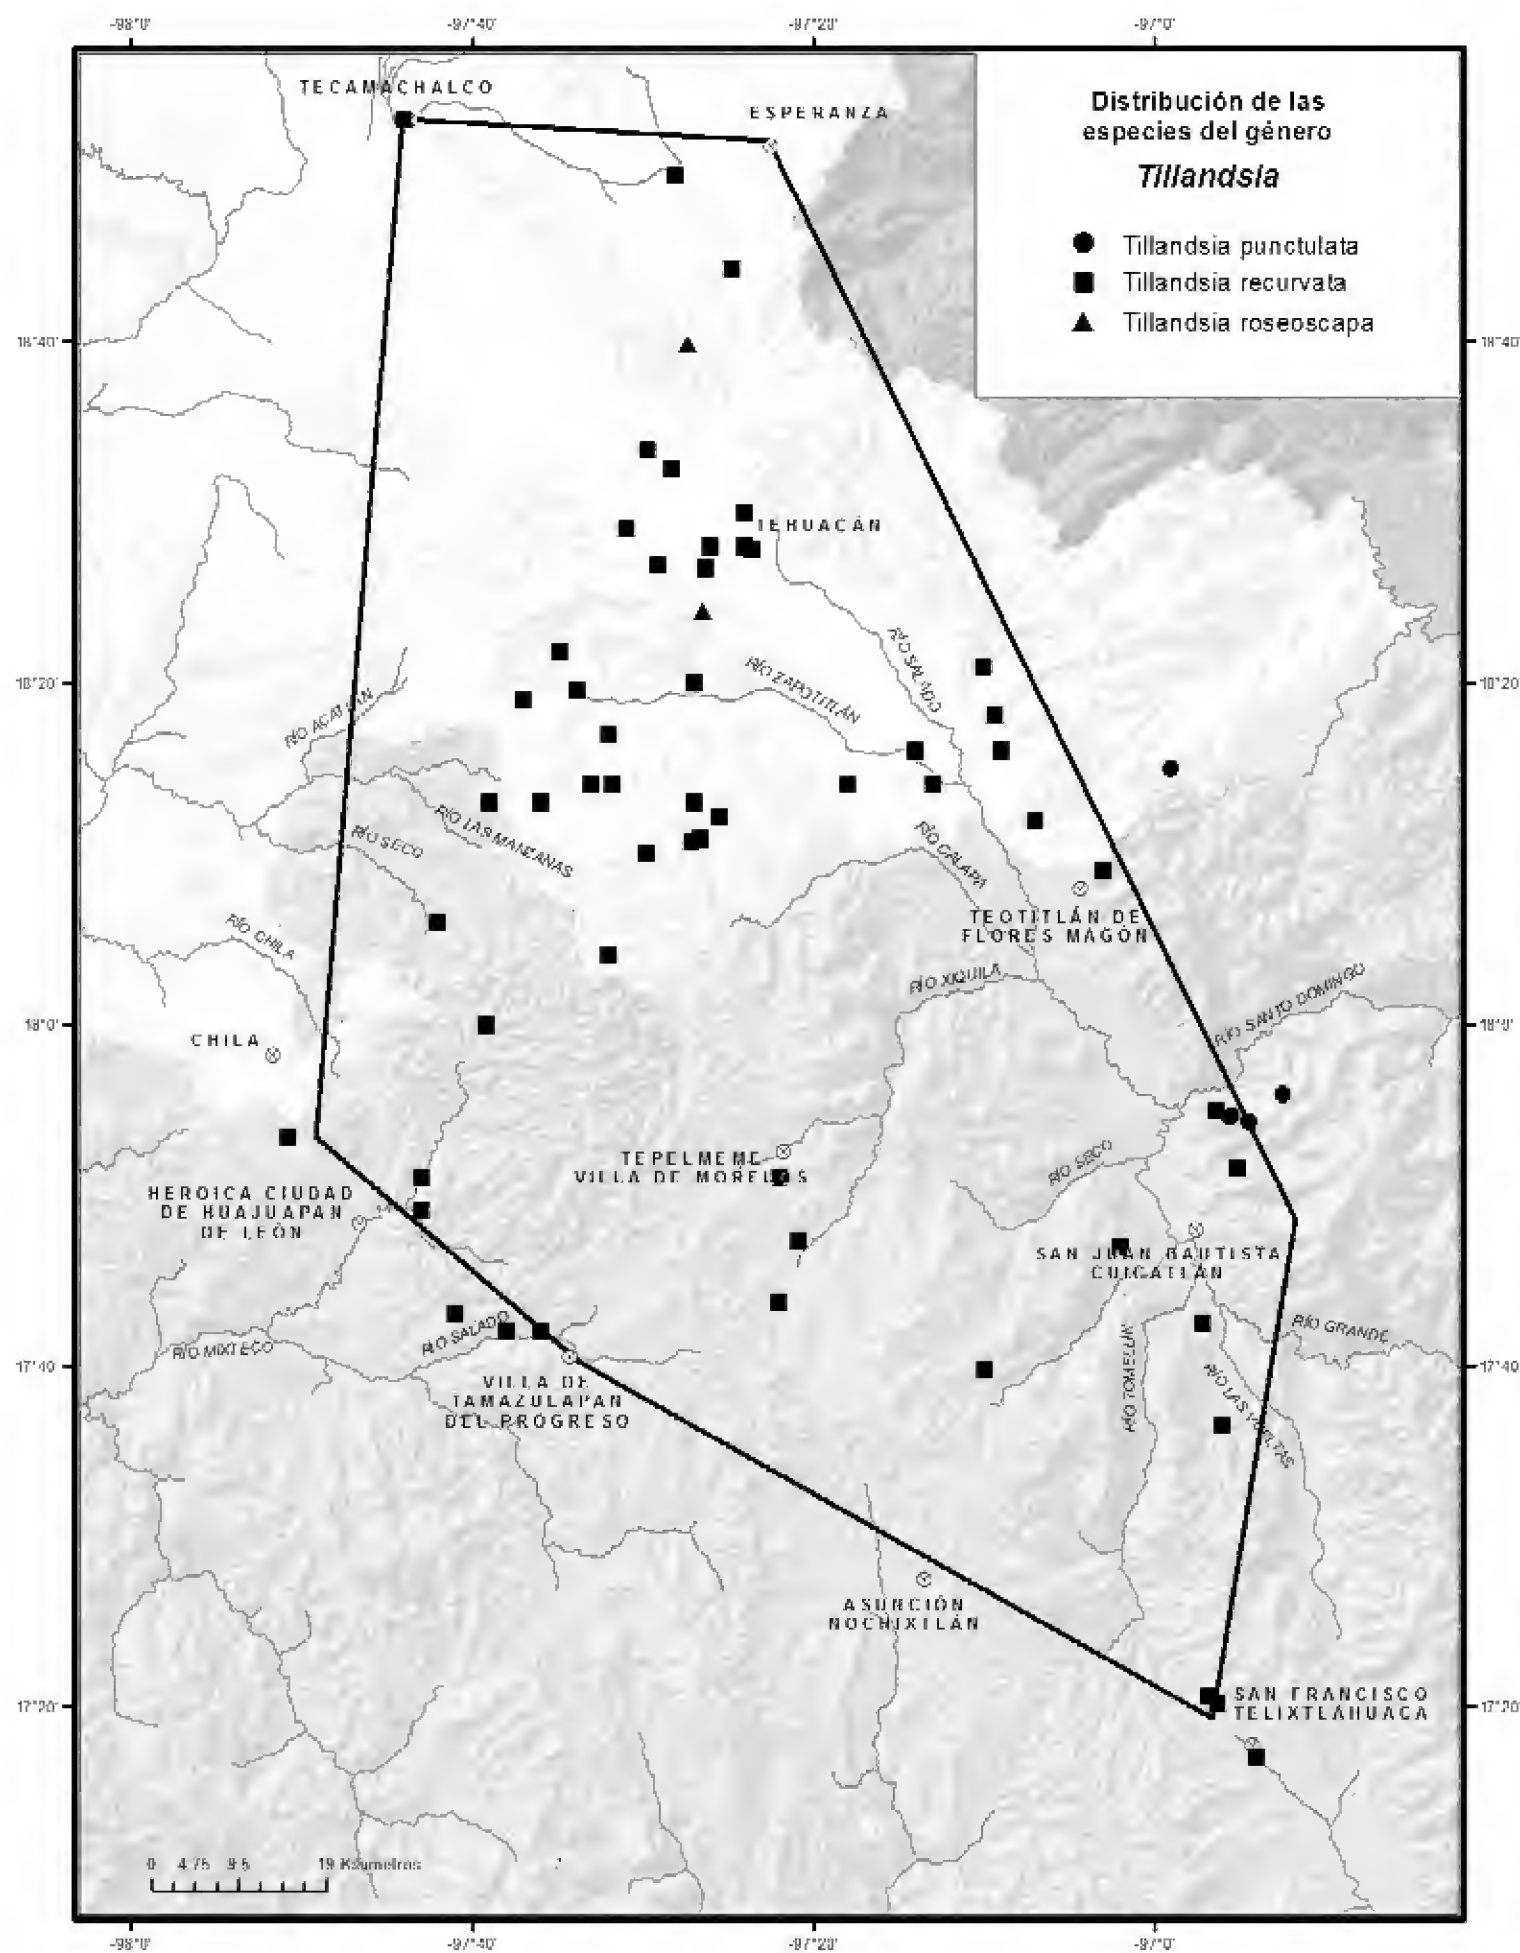 -98°0' -97°40' -97°20' -97°0'
Distribución de las
especies del género
Tillandsia
Tillandsia punctulata
Tillandsia recurvata
Tillandsia roseoscapa
TECAMACHALCO
ESPERANZA
18°40' 18°40'
TEHUACÁN
RÍO SALADO
RÍO ZAPOTITLÁN
18°20' 18°20'
RÍO ACATLÁN
RÍO LAS MANZANAS
RÍO SECO
RÍO CALAPA
TEOTITLÁN DE
FLORES MAGÓN
RÍO CHILA
RÍO XIQUILA
RÍO SANTO DOMINGO
18°0' 18°0'
CHILA
TEPELMEME
VILLA DE MORELOS
RÍO SECO
HEROICA CIUDAD
DE HUAJUAPAN
DE LEÓN
SAN JUAN BAUTISTA
CUICATLÁN
RÍO SALADO
RÍO MIXTECO
RÍO GRANDE
17°40' 17°40'
RÍO TOMELLÍN
RÍO LAS VUELTAS
VILLA DE
TAMAZULAPAN
DEL PROGRESO
ASUNCIÓN
NOCHIXTLÁN
SAN FRANCISCO
TELIXTLAHUACA
17°20' 17°20'
0 4.75 9.5 19 Kilometros
-98°0' -97°40' -97°20' -97°0'